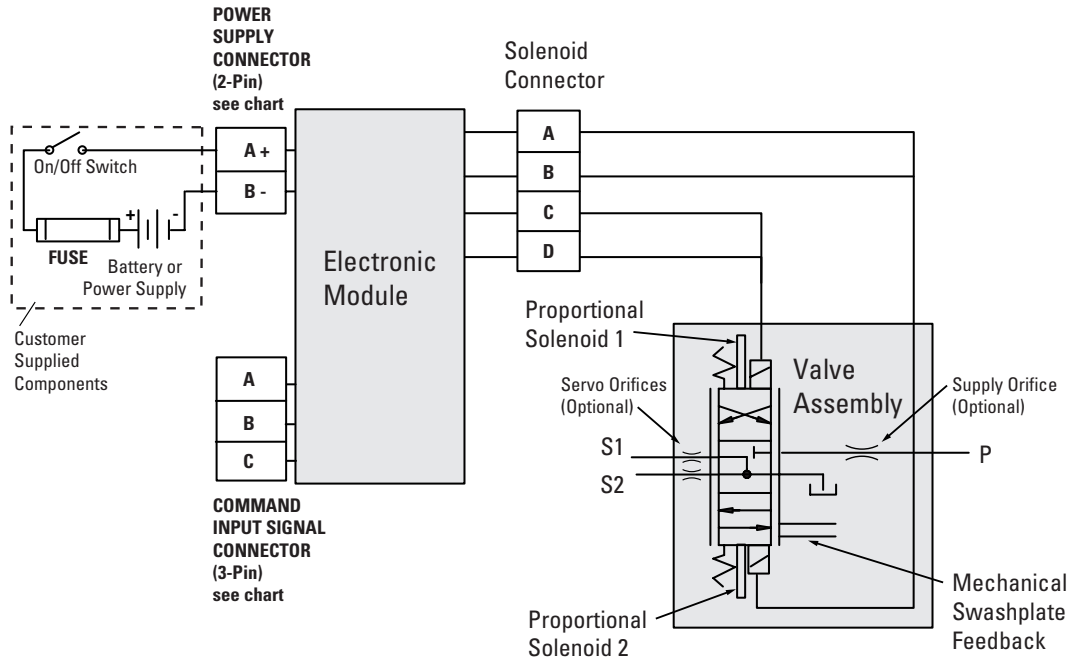 POWER
SUPPLY
CONNECTOR
(2-Pin)
see chart
Solenoid
Connector
On/Off Switch
A +
B -
+
-
FUSE
Battery or
Power Supply
Customer
Supplied
Components
Electronic
Module
A
B
C
D
A
B
C
COMMAND
INPUT SIGNAL
CONNECTOR
(3-Pin)
see chart
Proportional
Solenoid 1
Valve
Assembly
Servo Orifices
(Optional)
Supply Orifice
(Optional)
S1
S2
P
Mechanical
Swashplate
Feedback
Proportional
Solenoid 2